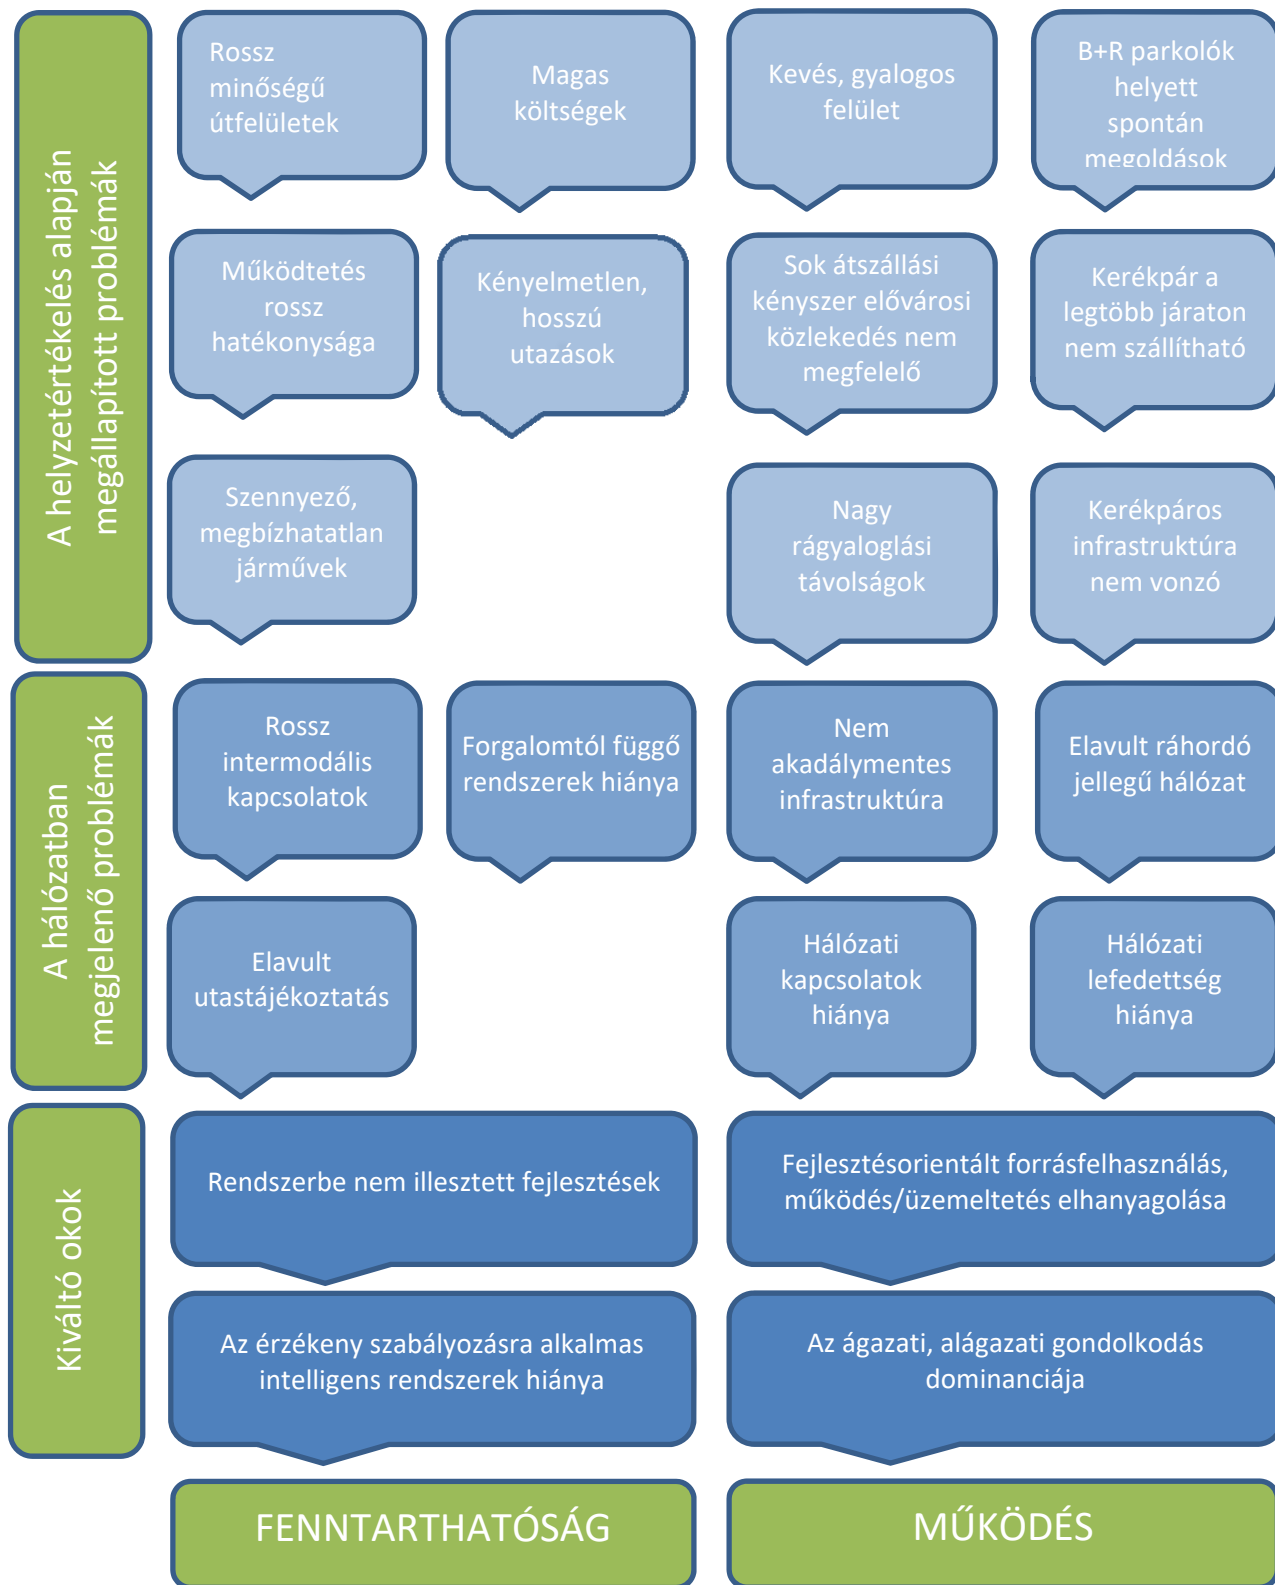 A helyzetértékelés alapján
megállapított problémák
Rossz
minőségű
útfelületek
Magas
költségek
Kevés, gyalogos
felület
B+R parkolók
helyett
spontán
megoldások
Működtetés
rossz
hatékonysága
Kényelmetlen,
hosszú
utazások
Sok átszállási
kényszer elővárosi
közlekedés nem
megfelelő
Kerékpár a
legtöbb járaton
nem szállítható
Szennyező,
megbízhatatlan
járművek
Nagy
rágyaloglási
távolságok
Kerékpáros
infrastruktúra
nem vonzó
A hálózatban
megjelenő problémák
Rossz
intermodális
kapcsolatok
Forgalomtól függő
rendszerek hiánya
Nem
akadálymentes
infrastruktúra
Elavult ráhordó
jellegű hálózat
Elavult
utastájékoztatás
Hálózati
kapcsolatok
hiánya
Hálózati
lefedettség
hiánya
Kiváltó okok
Rendszerbe nem illesztett fejlesztések
Fejlesztésorientált forrásfelhasználás,
működés/üzemeltetés elhanyagolása
Az érzékeny szabályozásra alkalmas
intelligens rendszerek hiánya
Az ágazati, alágazati gondolkodás
dominanciája
FENNTARTHATÓSÁG
MŰKÖDÉS